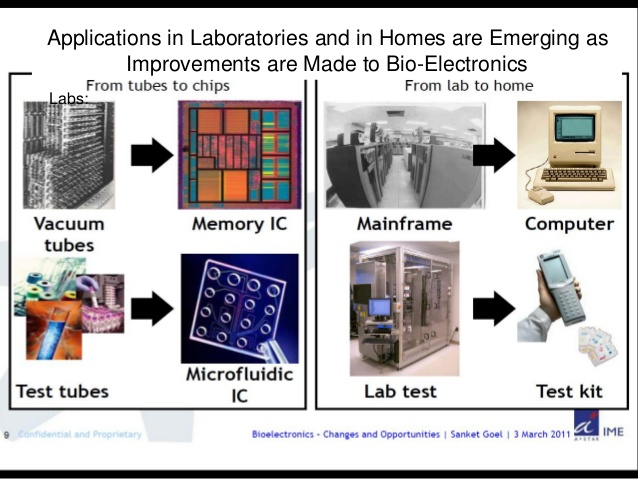 Applications in Laboratories and in Homes are Emerging as
Improvements are Made to Bio-Electronics
From tubes to chips
Labs:
Vacuum
tubes
Memory IC
Test tubes
Microfluidic
IC
From lab to home
Mainframe
Computer
Lab test
Test kit
9
Confidential and Proprietary
Bioelectronics – Changes and Opportunities | Sanket Goel | 3 March 2011
A*STAR
IME